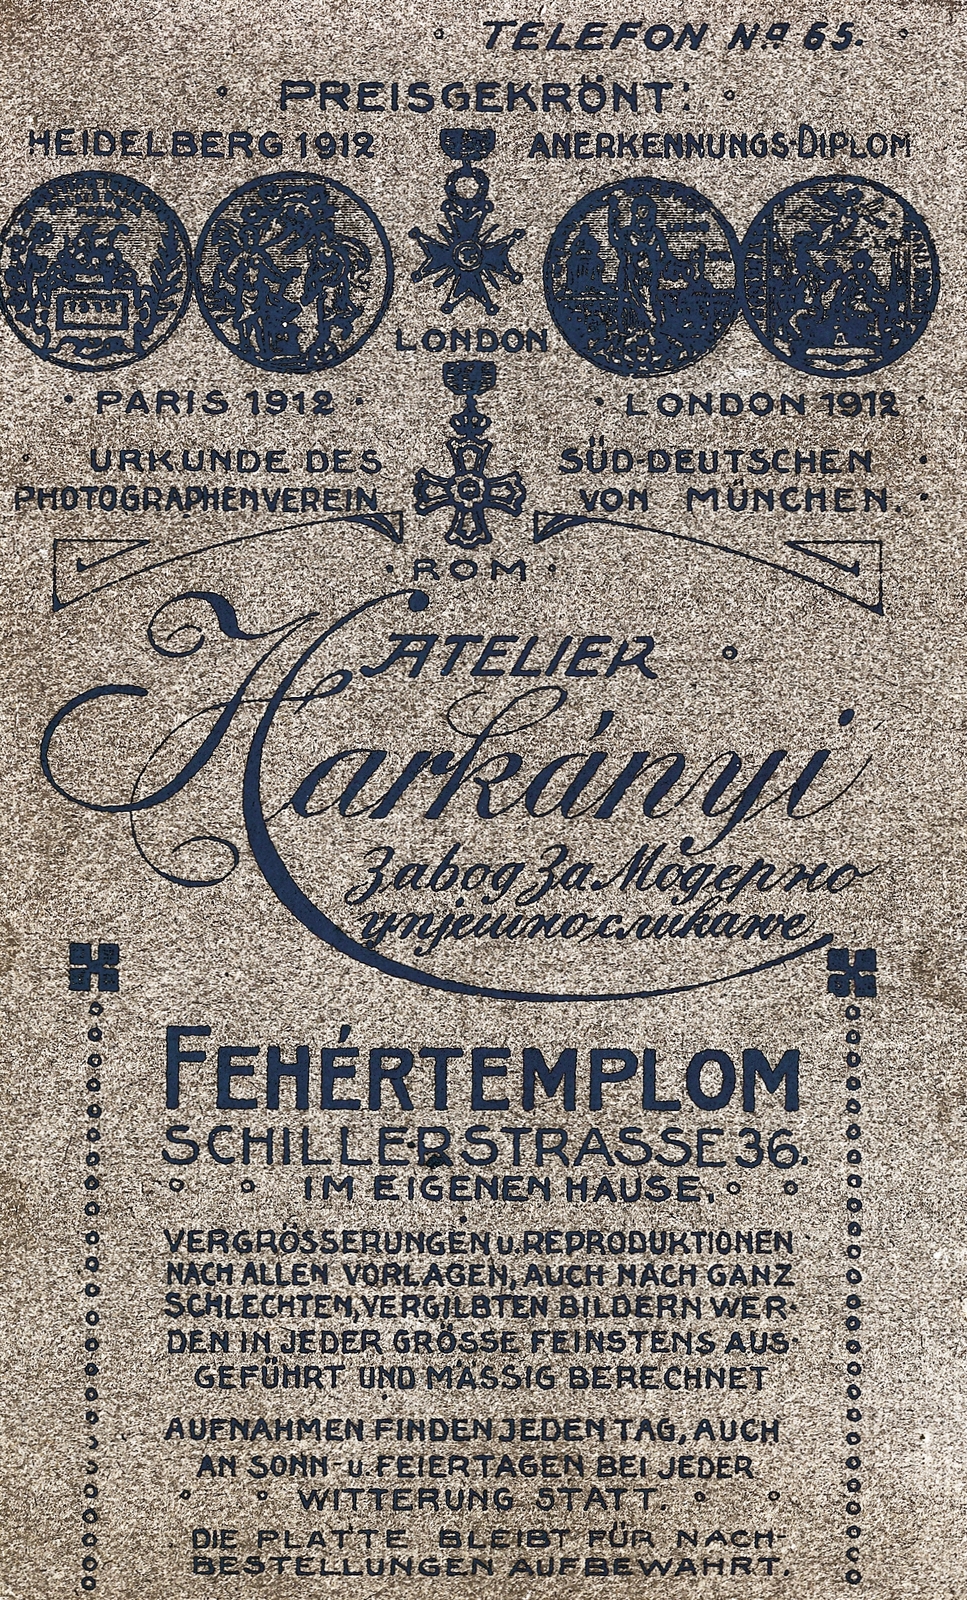 TELEFON No 65.
PREISGEKRÖNT:
HEIDELBERG 1912
ANERKENNUNGS-DIPLOM
LONDON
PARIS 1912
LONDON 1912
URKUNDE DES SÜD-DEUTSCHEN
PHOTOGRAPHENVEREIN VON MÜNCHEN.
ROM
ATELIER
Harkányi
Завод За Модерно
умјешно сликање
FEHÉRTEMPLOM
SCHILLERSTRASSE 36.
IM EIGENEN HAUSE.
VERGRÖSSERUNGEN u. REPRODUKTIONEN
NACH ALLEN VORLAGEN, AUCH NACH GANZ
SCHLECHTEN, VERGILBTEN BILDERN WER-
DEN IN JEDER GRÖSSE FEINSTENS AUS-
GEFÜHRT UND MÄSSIG BERECHNET
AUFNAHMEN FINDEN JEDEN TAG, AUCH
AN SONN- u. FEIERTAGEN BEI JEDER
WITTERUNG STATT.
DIE PLATTE BLEIBT FÜR NACH-
BESTELLUNGEN AUFBEWAHRT.